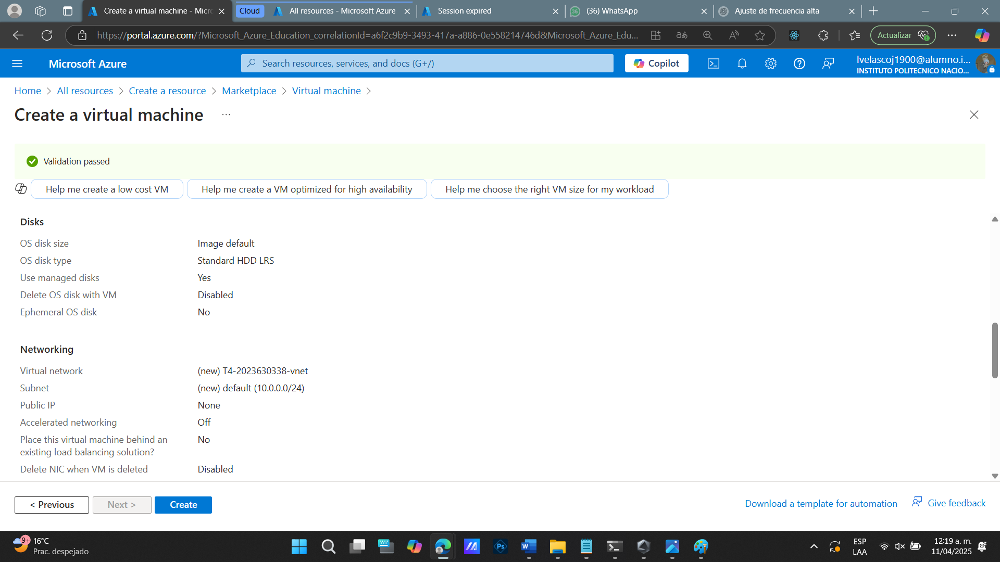 Create a virtual machine - Micr
Cloud
All resources - Microsoft Azure
Session expired
(36) WhatsApp
Ajuste de frecuencia alta
https://portal.azure.com/?Microsoft_Azure_Education_correlationId=a6f2c9b9-3493-417a-a886-0e558214746d&Microsoft_Azure_Edu...
Actualizar
Microsoft Azure
Search resources, services, and docs (G+/)
Copilot
lvelascoj1900@alumno.i...
INSTITUTO POLITECNICO NACIO...
Home > All resources > Create a resource > Marketplace > Virtual machine >
Create a virtual machine ...
Validation passed
Help me create a low cost VM
Help me create a VM optimized for high availability
Help me choose the right VM size for my workload
Disks
OS disk size Image default
OS disk type Standard HDD LRS
Use managed disks Yes
Delete OS disk with VM Disabled
Ephemeral OS disk No
Networking
Virtual network (new) T4-2023630338-vnet
Subnet (new) default (10.0.0.0/24)
Public IP None
Accelerated networking Off
Place this virtual machine behind an No
existing load balancing solution?
Delete NIC when VM is deleted Disabled
< Previous
Next >
Create
Download a template for automation
Give feedback
9+
16°C
Prac. despejado
ESP
LAA
12:19 a. m.
11/04/2025